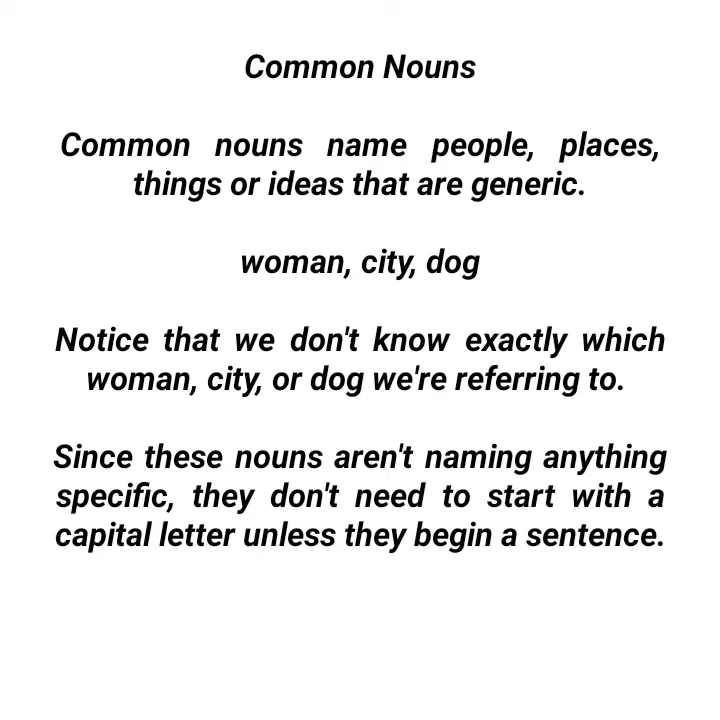 Common Nouns
Common nouns name people, places,
things or ideas that are generic.
woman, city, dog
Notice that we don't know exactly which
woman, city, or dog we're referring to.
Since these nouns aren't naming anything
specific, they don't need to start with a
capital letter unless they begin a sentence.